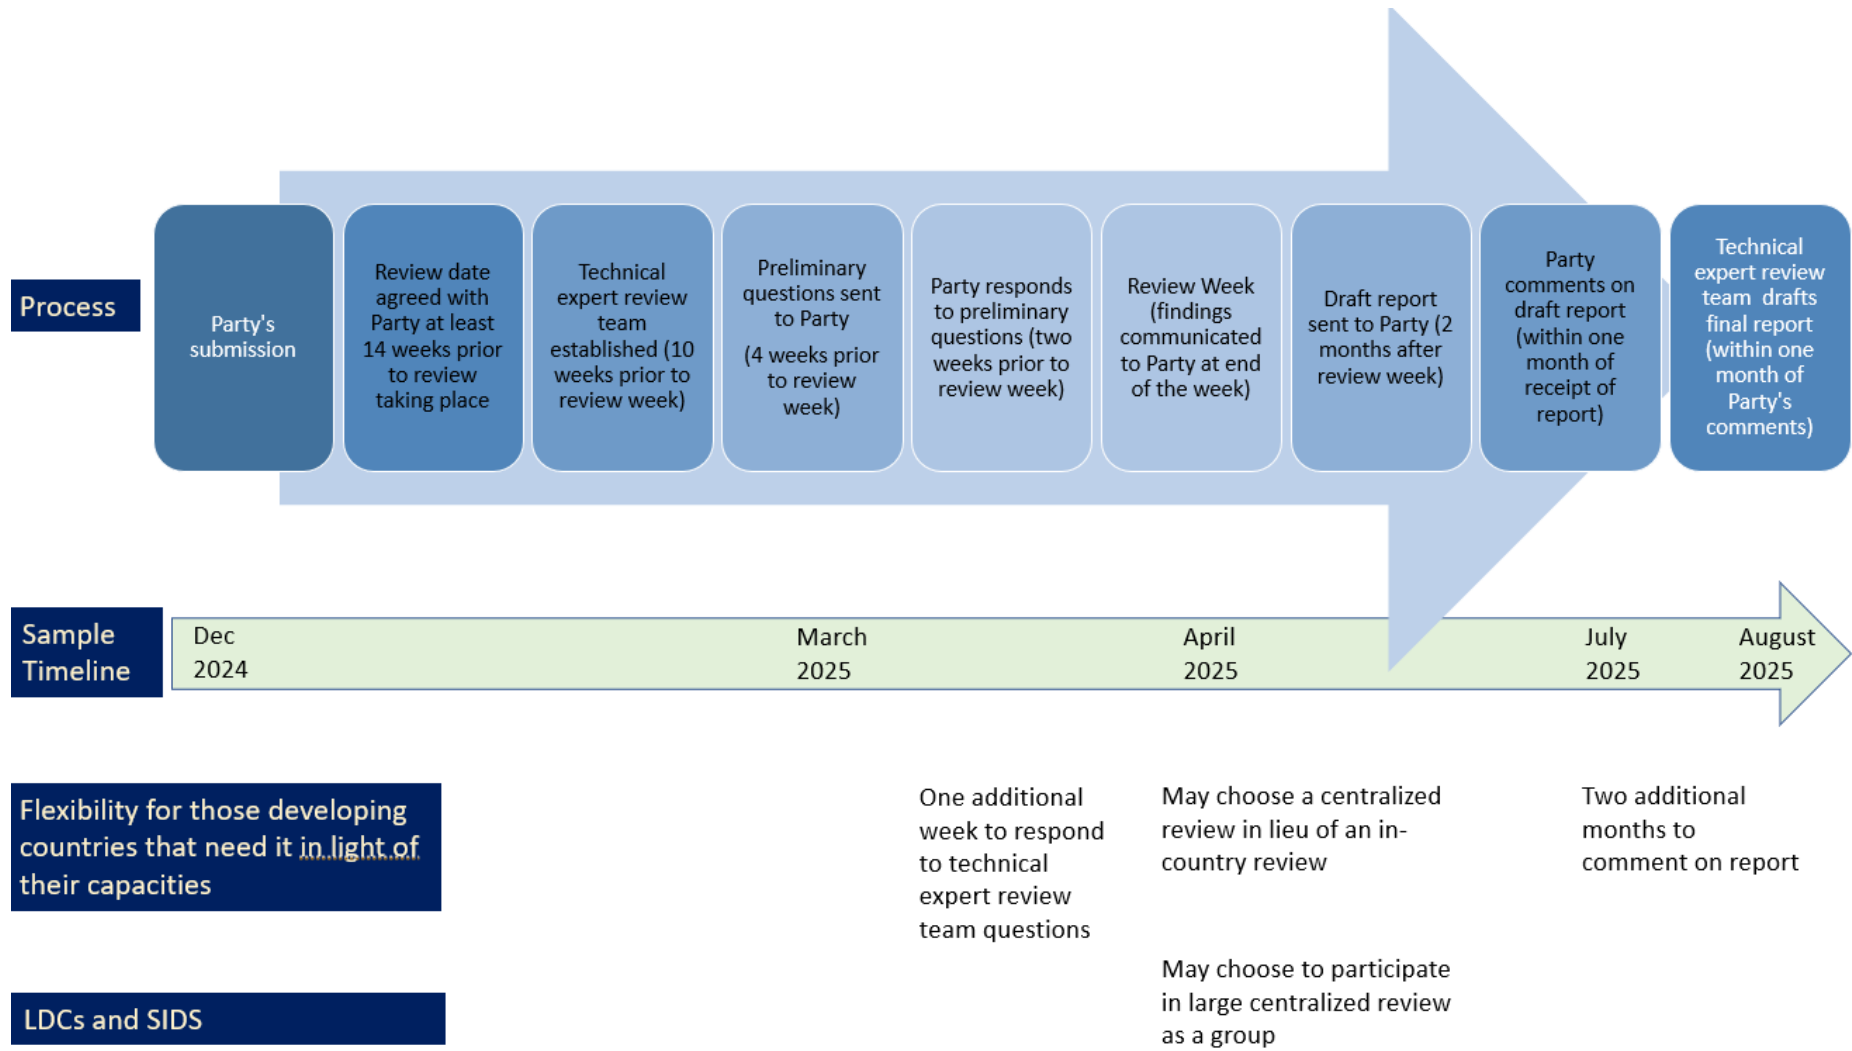 Process
Party's
submission
Review date
agreed with
Party at least
14 weeks prior
to review
taking place
Technical
expert review
team
established (10
weeks prior to
review week)
Preliminary
questions sent
to Party
(4 weeks prior
to review
week)
Party responds
to preliminary
questions (two
weeks prior to
review week)
Review Week
(findings
communicated
to Party at end
of the week)
Draft report
sent to Party (2
months after
review week)
Party
comments on
draft report
(within one
month of
receipt of
report)
Technical
expert review
team drafts
final report
(within one
month of
Party's
comments)
Sample
Timeline
Dec
2024
March
2025
April
2025
July
2025
August
2025
Flexibility for those developing
countries that need it in light of
their capacities
One additional
week to respond
to technical
expert review
team questions
May choose a centralized
review in lieu of an in-
country review
Two additional
months to
comment on report
LDCs and SIDS
May choose to participate
in large centralized review
as a group